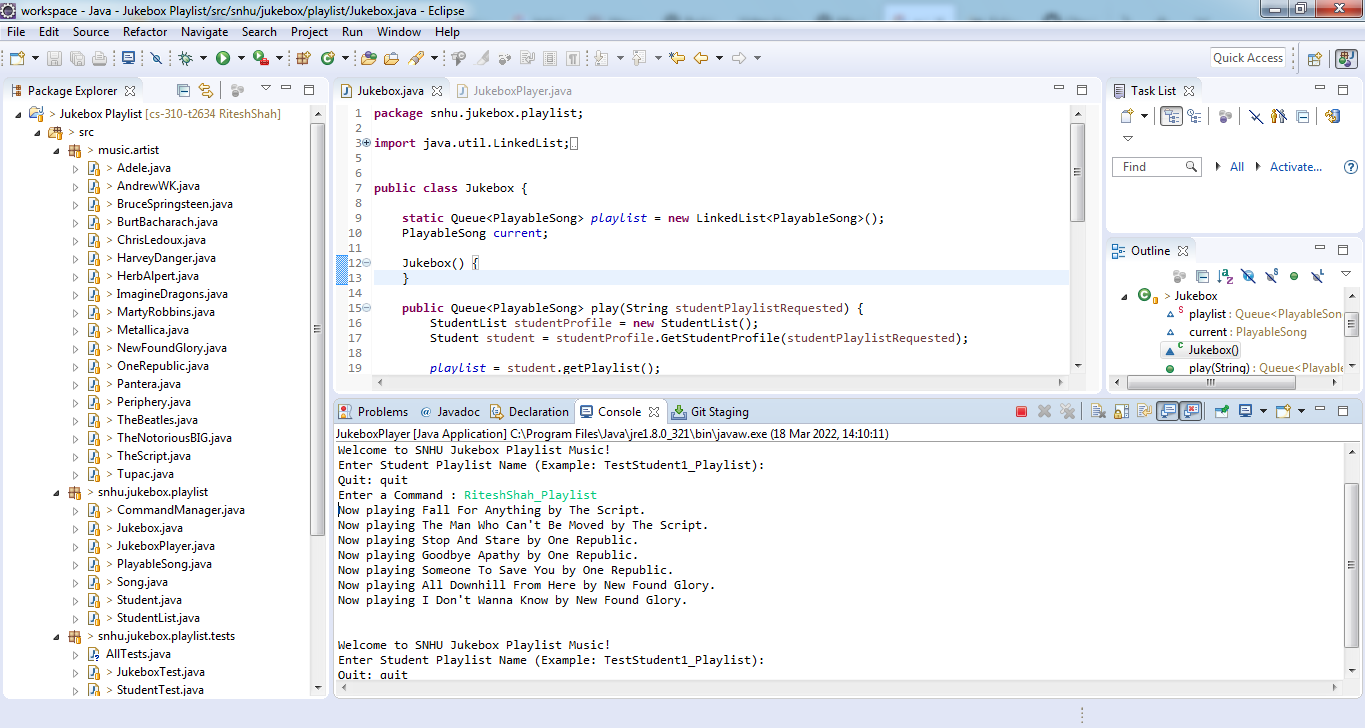 workspace - Java - Jukebox Playlist/src/snhu/jukebox/playlist/Jukebox.java - Eclipse
File Edit Source Refactor Navigate Search Project Run Window Help
Quick Access
Package Explorer
> Jukebox Playlist [cs-310-t2634 RiteshShah]
> src
> music.artist
> Adele.java
> AndrewWK.java
> BruceSpringsteen.java
> BurtBacharach.java
> ChrisLedoux.java
> HarveyDanger.java
> HerbAlpert.java
> ImagineDragons.java
> MartyRobbins.java
> Metallica.java
> NewFoundGlory.java
> OneRepublic.java
> Pantera.java
> Periphery.java
> TheBeatles.java
> TheNotoriousBIG.java
> TheScript.java
> Tupac.java
> snhu.jukebox.playlist
> CommandManager.java
> Jukebox.java
> JukeboxPlayer.java
> PlayableSong.java
> Song.java
> Student.java
> StudentList.java
> snhu.jukebox.playlist.tests
AllTests.java
> JukeboxTest.java
> StudentTest.java
Jukebox.java JukeboxPlayer.java
1 package snhu.jukebox.playlist;
2
3 import java.util.LinkedList;
5
6
7 public class Jukebox {
8
9 static Queue<PlayableSong> playlist = new LinkedList<PlayableSong>();
10 PlayableSong current;
11
12 Jukebox() {
13 }
14
15 public Queue<PlayableSong> play(String studentPlaylistRequested) {
16 StudentList studentProfile = new StudentList();
17 Student student = studentProfile.GetStudentProfile(studentPlaylistRequested);
18
19 playlist = student.getPlaylist();
Task List
Find All Activate...
Outline
> Jukebox
playlist : Queue<PlayableSon
current : PlayableSong
Jukebox()
play(String) : Queue<Playable
Problems @ Javadoc Declaration Console Git Staging
JukeboxPlayer [Java Application] C:\Program Files\Java\jre1.8.0_321\bin\javaw.exe (18 Mar 2022, 14:10:11)
Welcome to SNHU Jukebox Playlist Music!
Enter Student Playlist Name (Example: TestStudent1_Playlist):
Quit: quit
Enter a Command : RiteshShah_Playlist
Now playing Fall For Anything by The Script.
Now playing The Man Who Can't Be Moved by The Script.
Now playing Stop And Stare by One Republic.
Now playing Goodbye Apathy by One Republic.
Now playing Someone To Save You by One Republic.
Now playing All Downhill From Here by New Found Glory.
Now playing I Don't Wanna Know by New Found Glory.
Welcome to SNHU Jukebox Playlist Music!
Enter Student Playlist Name (Example: TestStudent1_Playlist):
Quit: quit